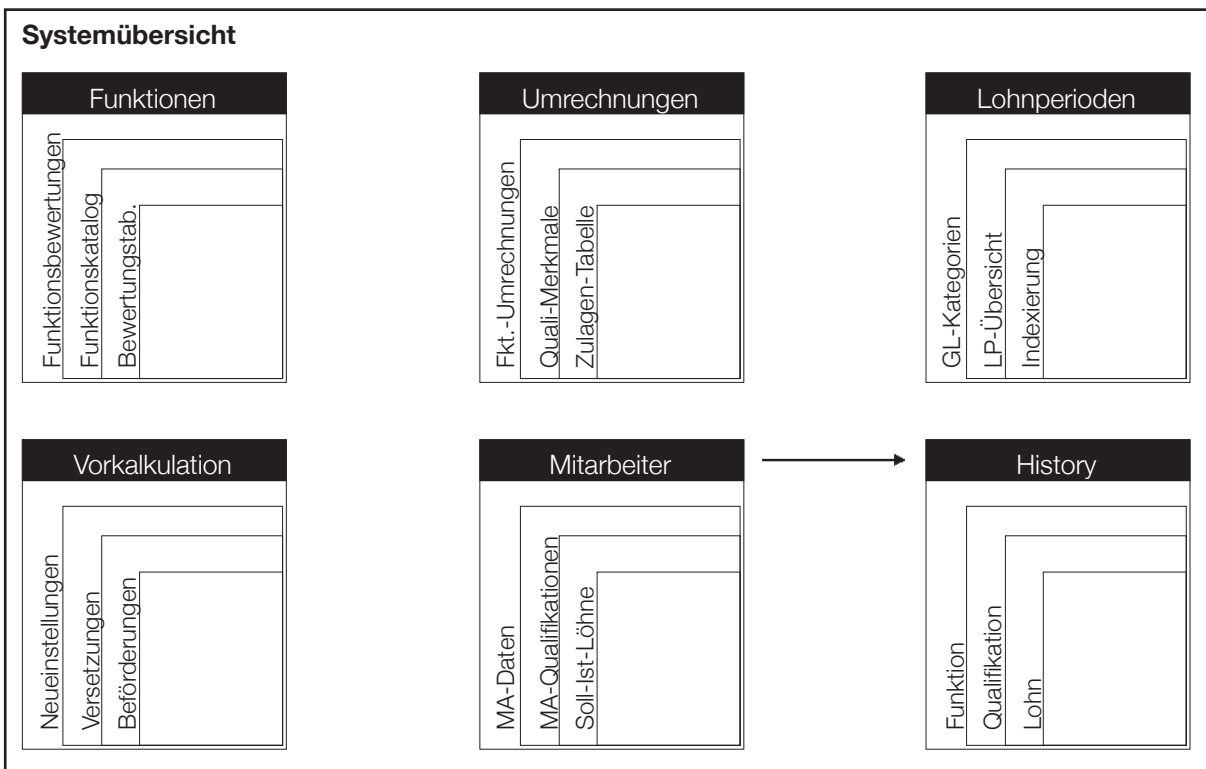 Systemübersicht
Funktionen
Funktionsbewertungen
Funktionskatalog
Bewertungstab.
Umrechnungen
Fkt.-Umrechnungen
Quali-Merkmale
Zulagen-Tabelle
Lohnperioden
GL-Kategorien
LP-Übersicht
Indexierung
Vorkalkulation
Neueinstellungen
Versetzungen
Beförderungen
Mitarbeiter
MA-Daten
MA-Qualifikationen
Soll-Ist-Löhne
History
Funktion
Qualifikation
Lohn